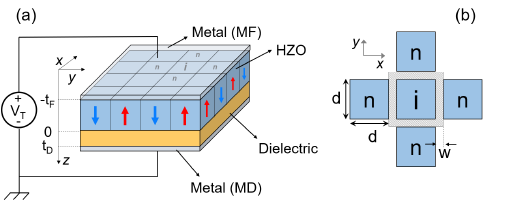 (a)
Metal (MF)
HZO
x
y
n
n
i
n
n
+
V_T
-
-t_F
0
t_D
z
Dielectric
Metal (MD)
(b)
y
x
n
d
n
i
n
d
n
w